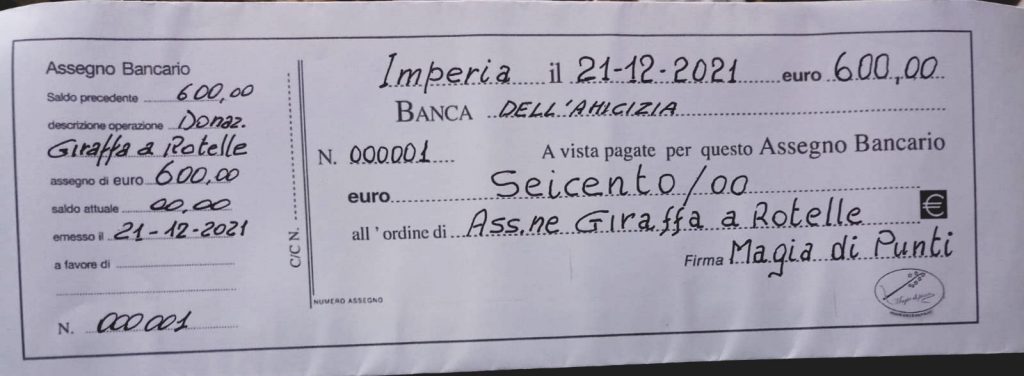 Assegno Bancario
Saldo precedente 600,00
descrizione operazione Donaz.
Giraffa a Rotelle
assegno di euro 600,00
saldo attuale 00,00
emesso il 21-12-2021
a favore di
N. 000001
C/C N.
Imperia il 21-12-2021 euro 600,00
BANCA DELL'AMICIZIA
N. 000001 A vista pagate per questo Assegno Bancario
euro Seicento/00
all'ordine di Ass.ne Giraffa a Rotelle €
Firma Magia di Punti
NUMERO ASSEGNO